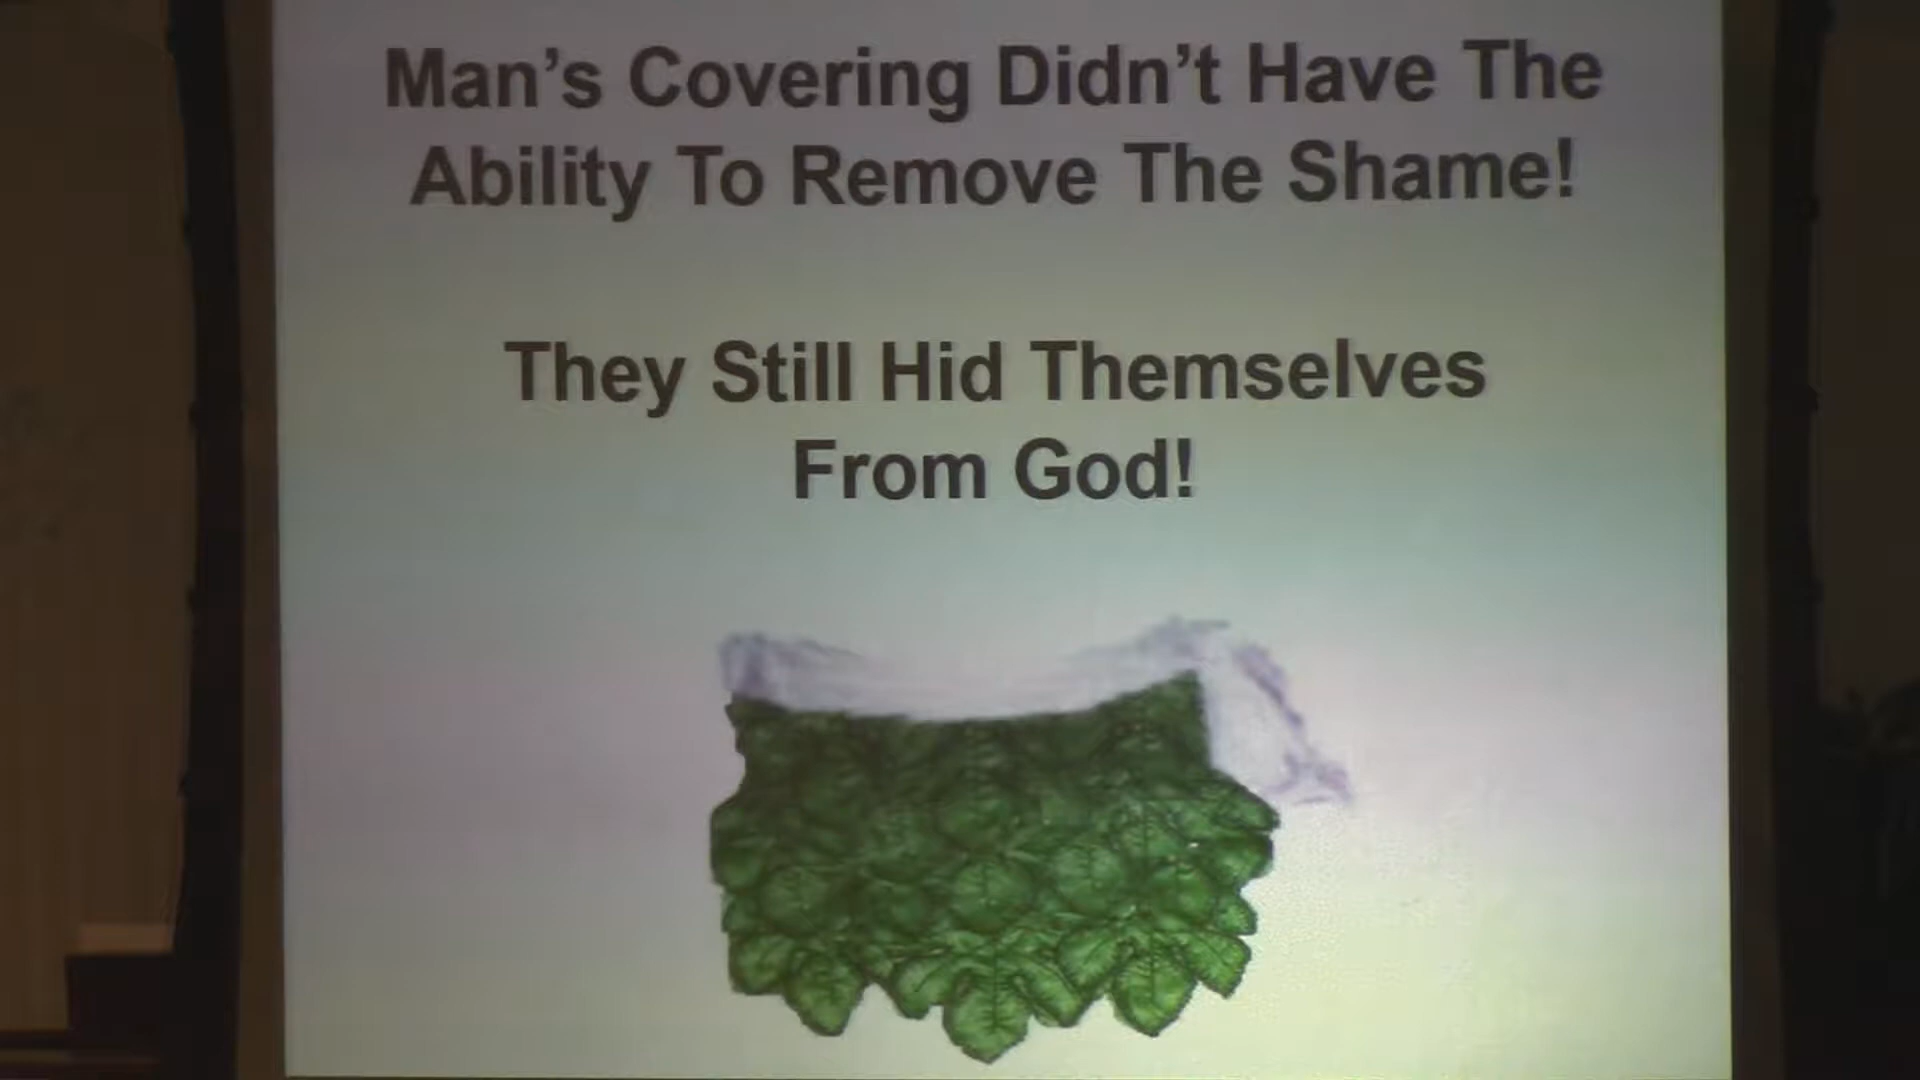 Man’s Covering Didn’t Have The
Ability To Remove The Shame!
They Still Hid Themselves
From God!